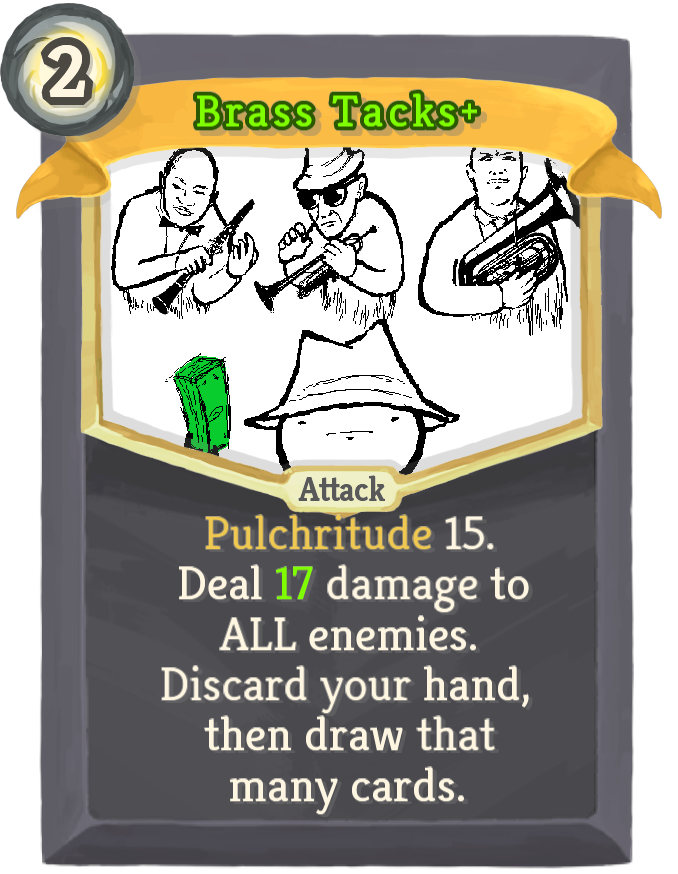 2
Brass Tacks+
Attack
Pulchritude 15.
Deal 17 damage to
ALL enemies.
Discard your hand,
then draw that
many cards.